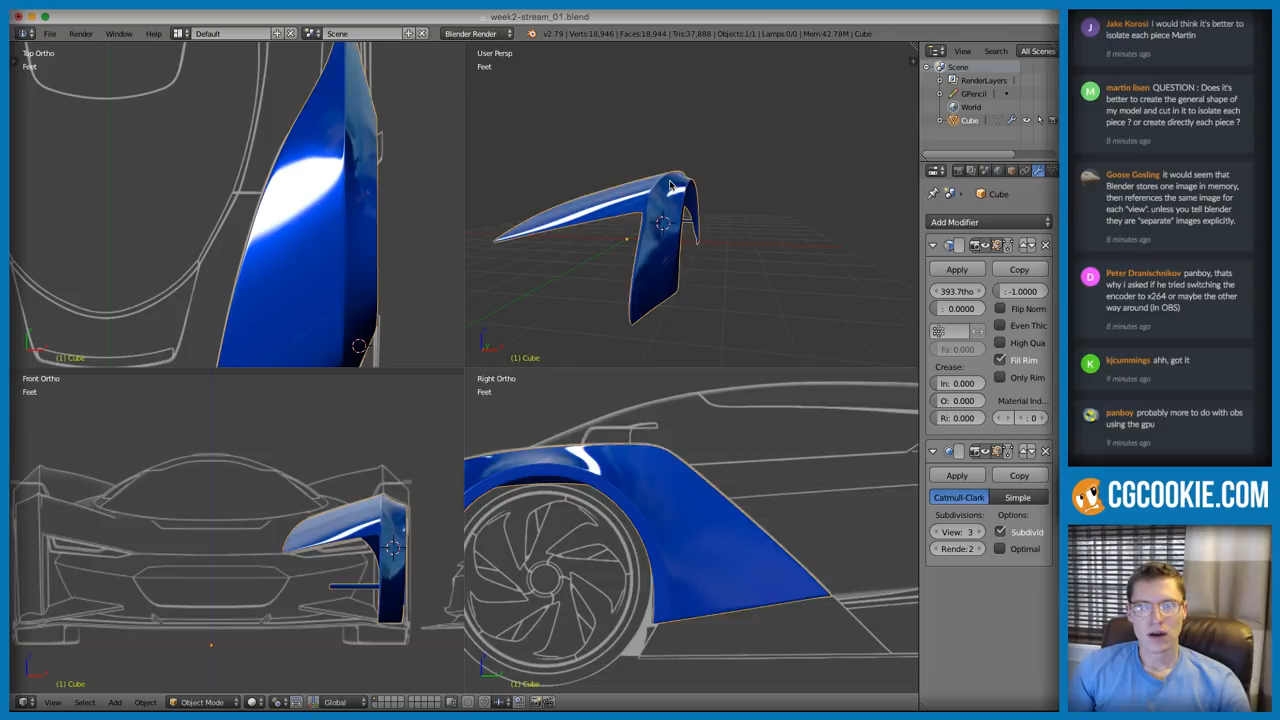 week2-stream_01.blend
File Render Window Help Default Scene Blender Render v2.79 | Verts:18,946 | Faces:18,944 | Tris:37,888 | Objects:1/1 | Lamps:0/0 | Mem:42.78M | Cube
View Search All Scenes
Top Ortho
Feet
(1) Cube
User Persp
Feet
(1) Cube
Front Ortho
Feet
(1) Cube
Right Ortho
Feet
(1) Cube
View Select Add Object Object Mode Global
Scene
RenderLayers
GPencil
World
Cube
Cube
Add Modifier
Apply Copy
393.7tho : -1.0000
: 0.0000 Flip Norm
Even Thic
High Qua
Fa: 0.000
Fill Rim
Crease: Only Rim
In: 0.000
O: 0.000 Material Ind...
Ri: 0.000 : 0
Apply Copy
Catmull-Clark Simple
Subdivisions: Options:
View: 3 Subdivid
Rende: 2 Optimal
J
Jake Korosi I would think it's better to
isolate each piece Martin
8 minutes ago
M
martin lisen QUESTION : Does it's
better to create the general shape of
my model and cut in it to isolate each
piece ? or create directly each piece ?
8 minutes ago
Goose Gosling it would seem that
Blender stores one image in memory,
then references the same image for
each "view". unless you tell blender
they are "separate" images explicitly.
8 minutes ago
P
Peter Dranischnikov panboy, thats
why i asked if he tried switching the
encoder to x264 or maybe the other
way around (in OBS)
8 minutes ago
K
kjcummings ahh, got it
9 minutes ago
panboy probably more to do with obs
using the gpu
9 minutes ago
CGCOOKIE.COM